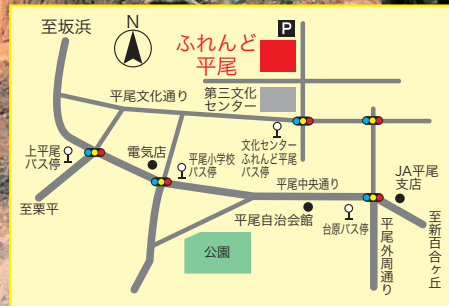 至坂浜
N
P
ふれんど
平尾
平尾文化通り
第三文化
センター
上平尾
バス停
電気店
平尾小学校
バス停
文化センター
ふれんど平尾
バス停
平尾中央通り
JA平尾
支店
至栗平
平尾自治会館
台原バス停
公園
平尾外周通り
至新百合ヶ丘